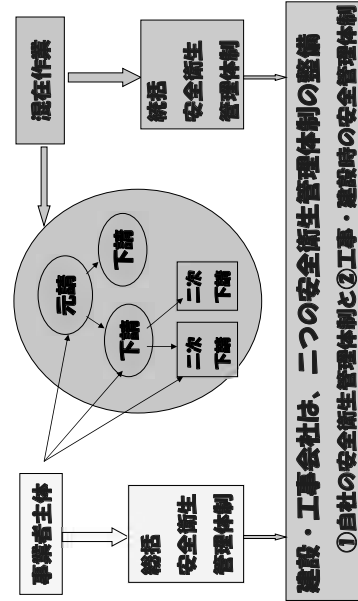 事業者主体
混在作業
元請
下請
下請
二次
下請
二次
下請
総括
安全衛生
管理体制
統括
安全衛生
管理体制
建設・工事会社は、二つの安全衛生管理体制の整備
①自社の安全衛生管理体制と②工事・建設時の安全管理体制